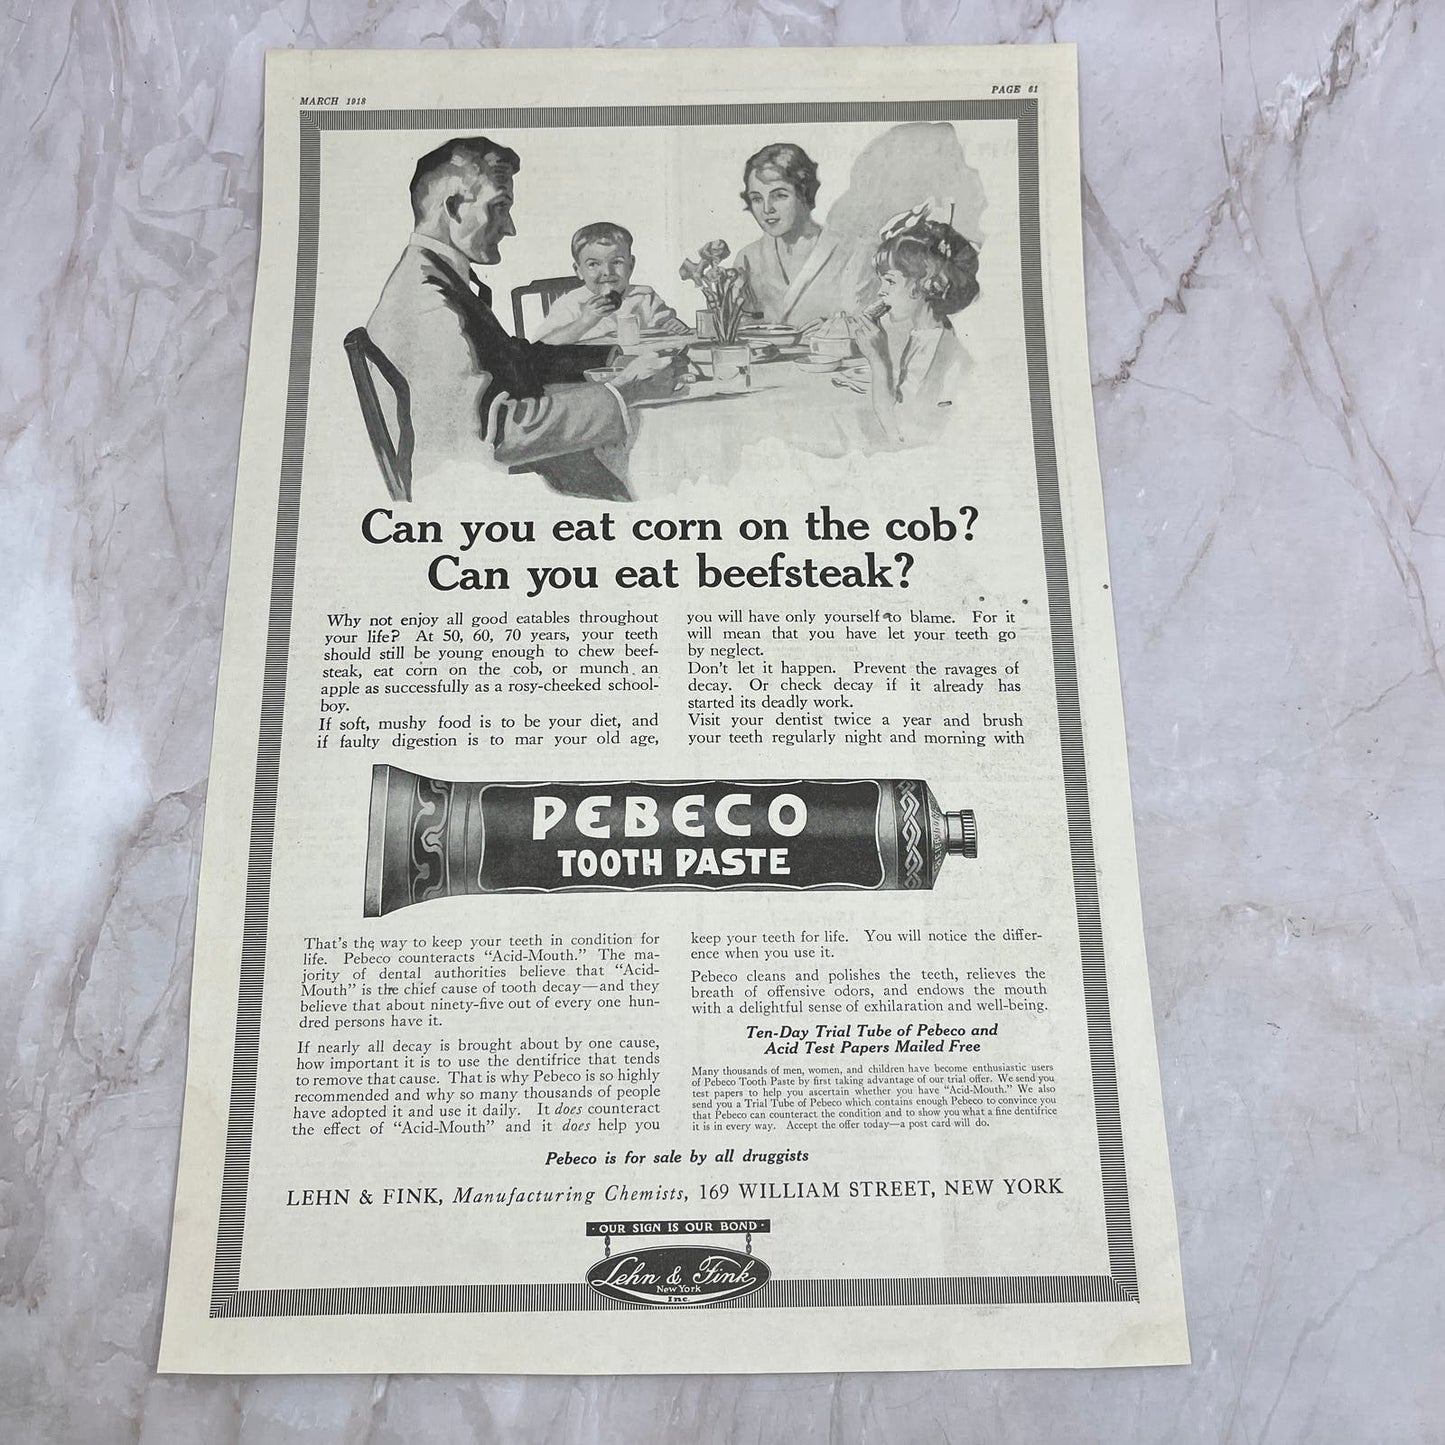 MARCH 1918
PAGE 61
Can you eat corn on the cob?
Can you eat beefsteak?
Why not enjoy all good eatables throughout
your life? At 50, 60, 70 years, your teeth
should still be young enough to chew beef-
steak, eat corn on the cob, or munch an
apple as successfully as a rosy-cheeked school-
boy.
If soft, mushy food is to be your diet, and
if faulty digestion is to mar your old age,
you will have only yourself to blame. For it
will mean that you have let your teeth go
by neglect.
Don't let it happen. Prevent the ravages of
decay. Or check decay if it already has
started its deadly work.
Visit your dentist twice a year and brush
your teeth regularly night and morning with
PEBECO
TOOTH PASTE
That's the way to keep your teeth in condition for
life. Pebeco counteracts "Acid-Mouth." The ma-
jority of dental authorities believe that "Acid-
Mouth" is the chief cause of tooth decay—and they
believe that about ninety-five out of every one hun-
dred persons have it.
If nearly all decay is brought about by one cause,
how important it is to use the dentifrice that tends
to remove that cause. That is why Pebeco is so highly
recommended and why so many thousands of people
have adopted it and use it daily. It does counteract
the effect of "Acid-Mouth" and it does help you
keep your teeth for life. You will notice the differ-
ence when you use it.
Pebeco cleans and polishes the teeth, relieves the
breath of offensive odors, and endows the mouth
with a delightful sense of exhilaration and well-being.
Ten-Day Trial Tube of Pebeco and
Acid Test Papers Mailed Free
Many thousands of men, women, and children have become enthusiastic users
of Pebeco Tooth Paste by first taking advantage of our trial offer. We send you
test papers to help you ascertain whether you have "Acid-Mouth." We also
send you a Trial Tube of Pebeco which contains enough Pebeco to convince you
that Pebeco can counteract the condition and to show you what a fine dentifrice
it is in every way. Accept the offer today—a post card will do.
Pebeco is for sale by all druggists
LEHN & FINK, Manufacturing Chemists, 169 WILLIAM STREET, NEW YORK
· OUR SIGN IS OUR BOND ·
Lehn & Fink
New York
Inc.